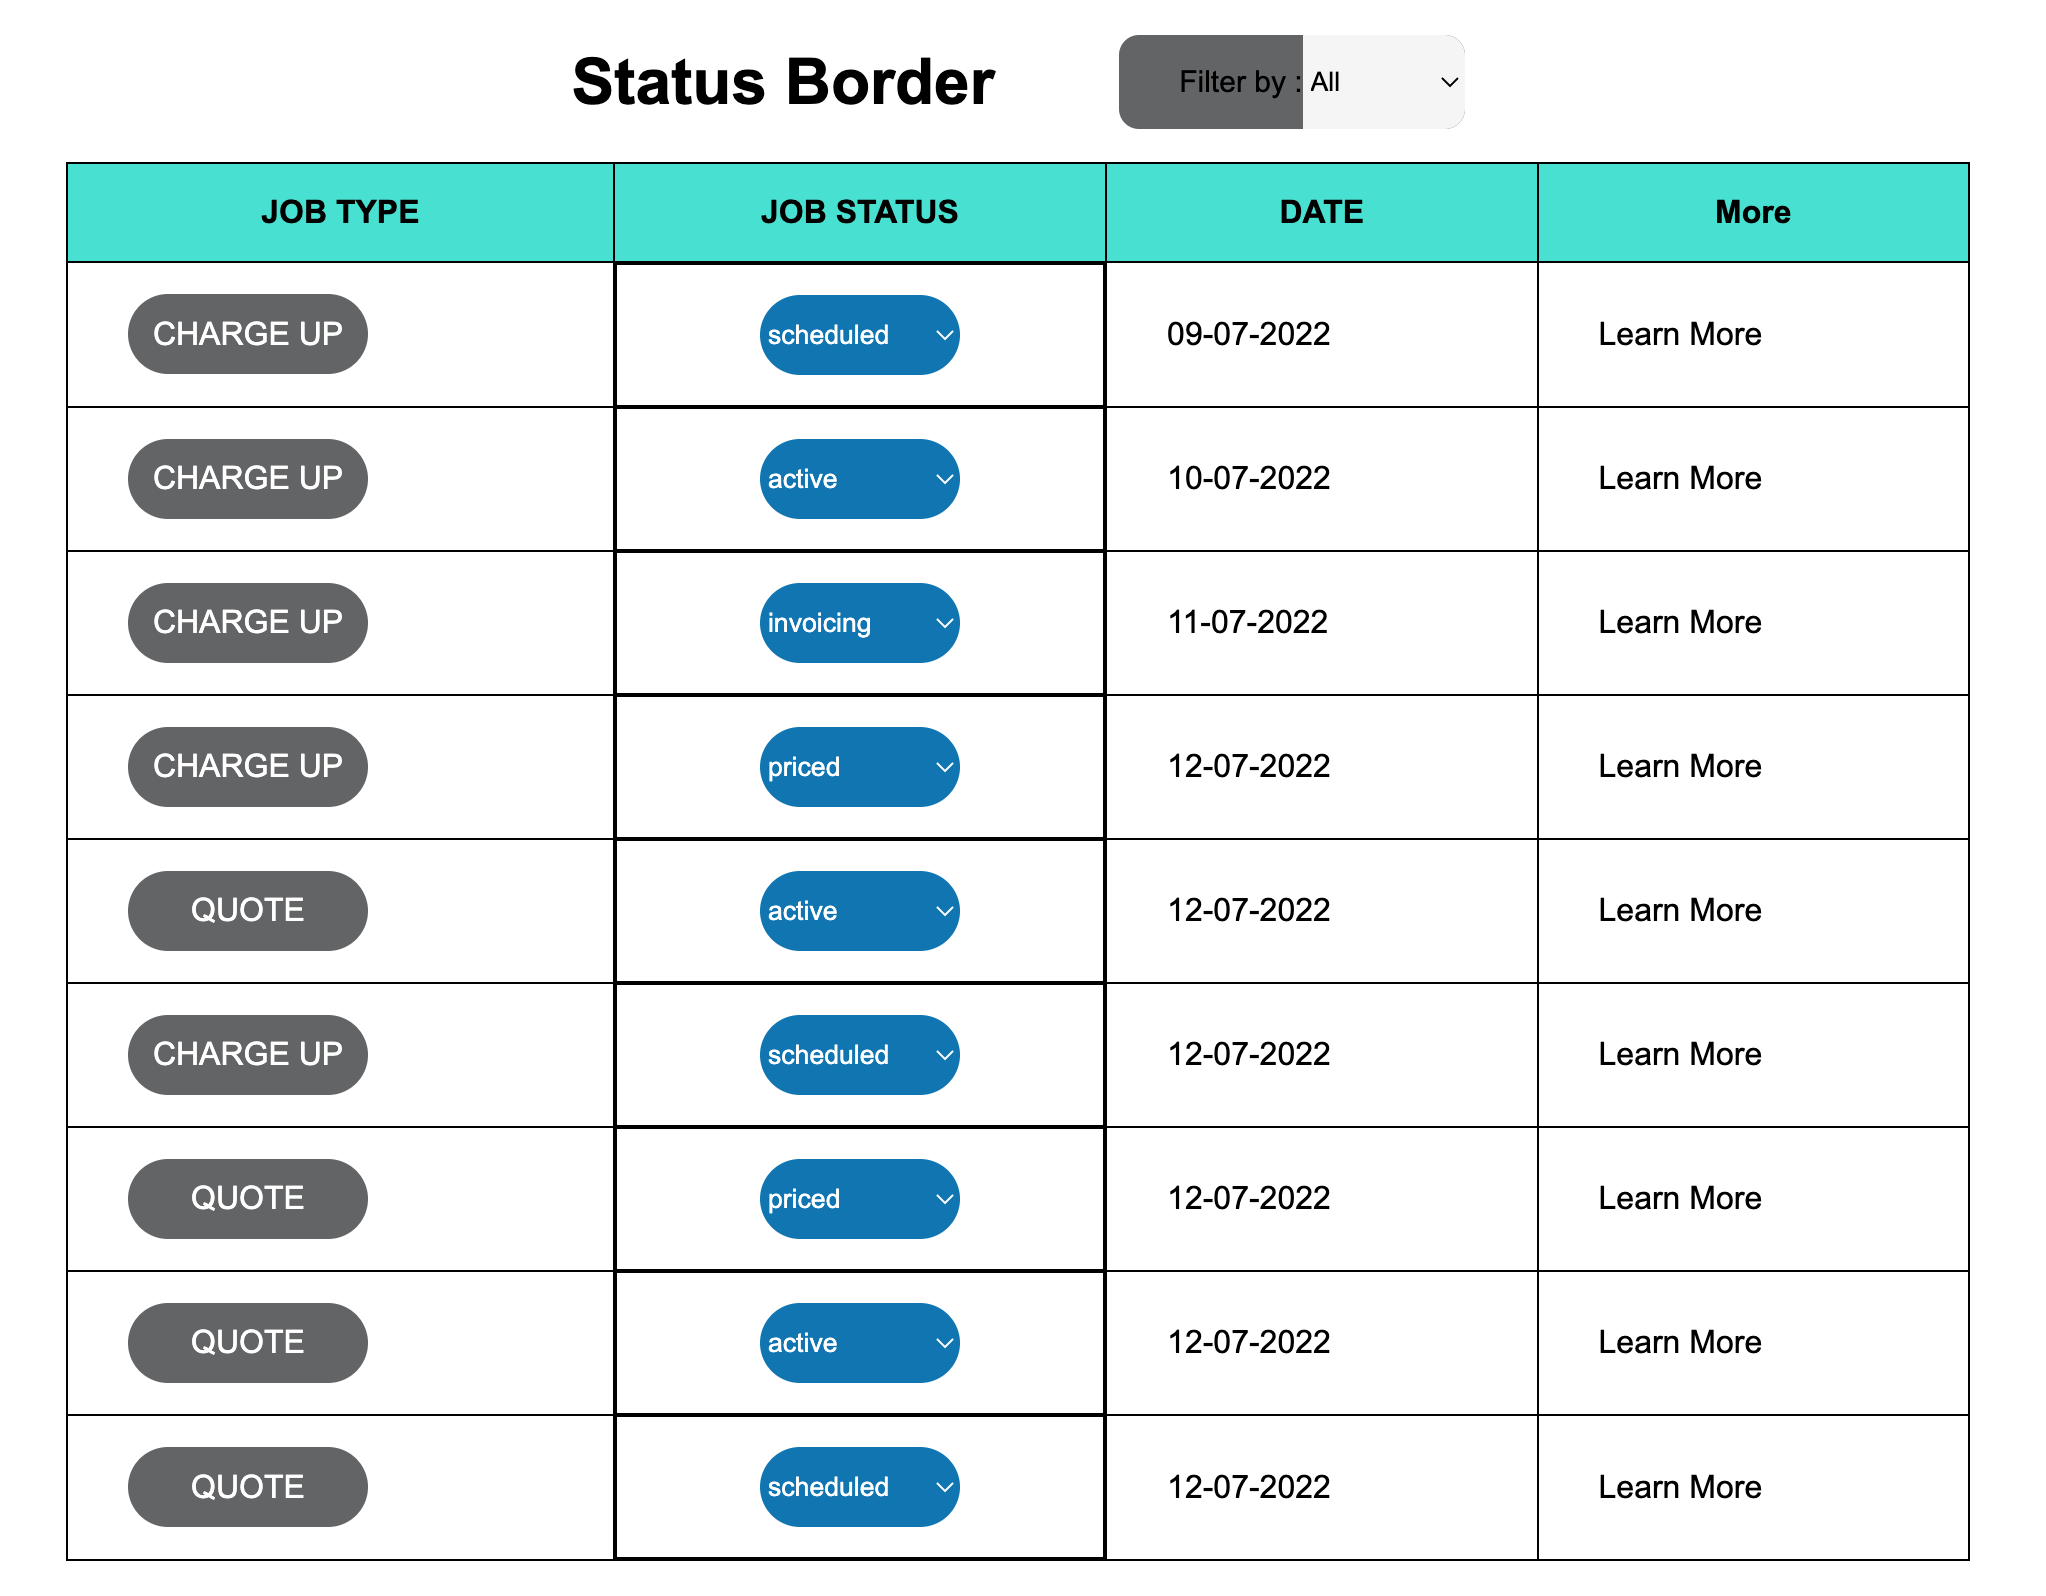 Status Border
Filter by : All
JOB TYPE JOB STATUS DATE More
CHARGE UP scheduled 09-07-2022 Learn More
CHARGE UP active 10-07-2022 Learn More
CHARGE UP invoicing 11-07-2022 Learn More
CHARGE UP priced 12-07-2022 Learn More
QUOTE active 12-07-2022 Learn More
CHARGE UP scheduled 12-07-2022 Learn More
QUOTE priced 12-07-2022 Learn More
QUOTE active 12-07-2022 Learn More
QUOTE scheduled 12-07-2022 Learn More